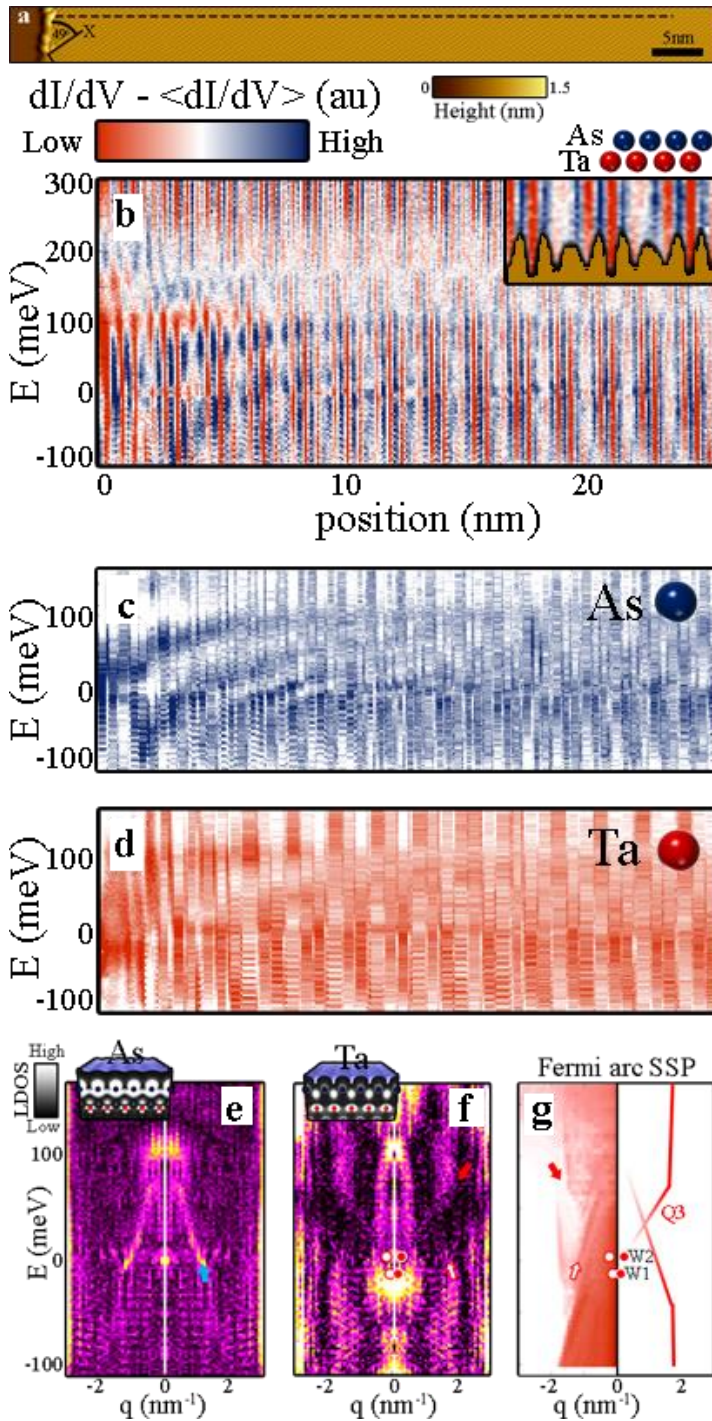 a
49°
X
5nm
dI/dV - <dI/dV> (au)
Low
High
0
1.5
Height (nm)
As
Ta
b
300
200
100
0
-100
E (meV)
0
10
20
position (nm)
c
As
100
0
-100
E (meV)
d
Ta
100
0
-100
E (meV)
High
LDOS
Low
As
e
Ta
f
Fermi arc SSP
g
100
0
-100
E (meV)
Q3
W2
W1
-2 0 2
q (nm⁻¹)
-2 0 2
q (nm⁻¹)
-2 0 2
q (nm⁻¹)